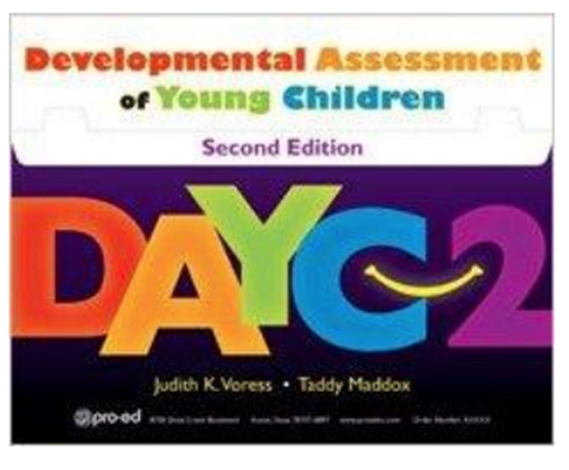 Developmental Assessment
of Young Children
Second Edition
DAYC-2
Judith K. Voress • Taddy Maddox
pro·ed